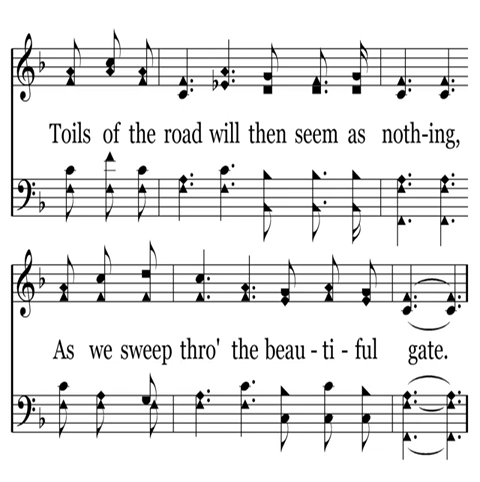 Toils of the road will then seem as noth-ing,
As we sweep thro' the beau - ti - ful gate.